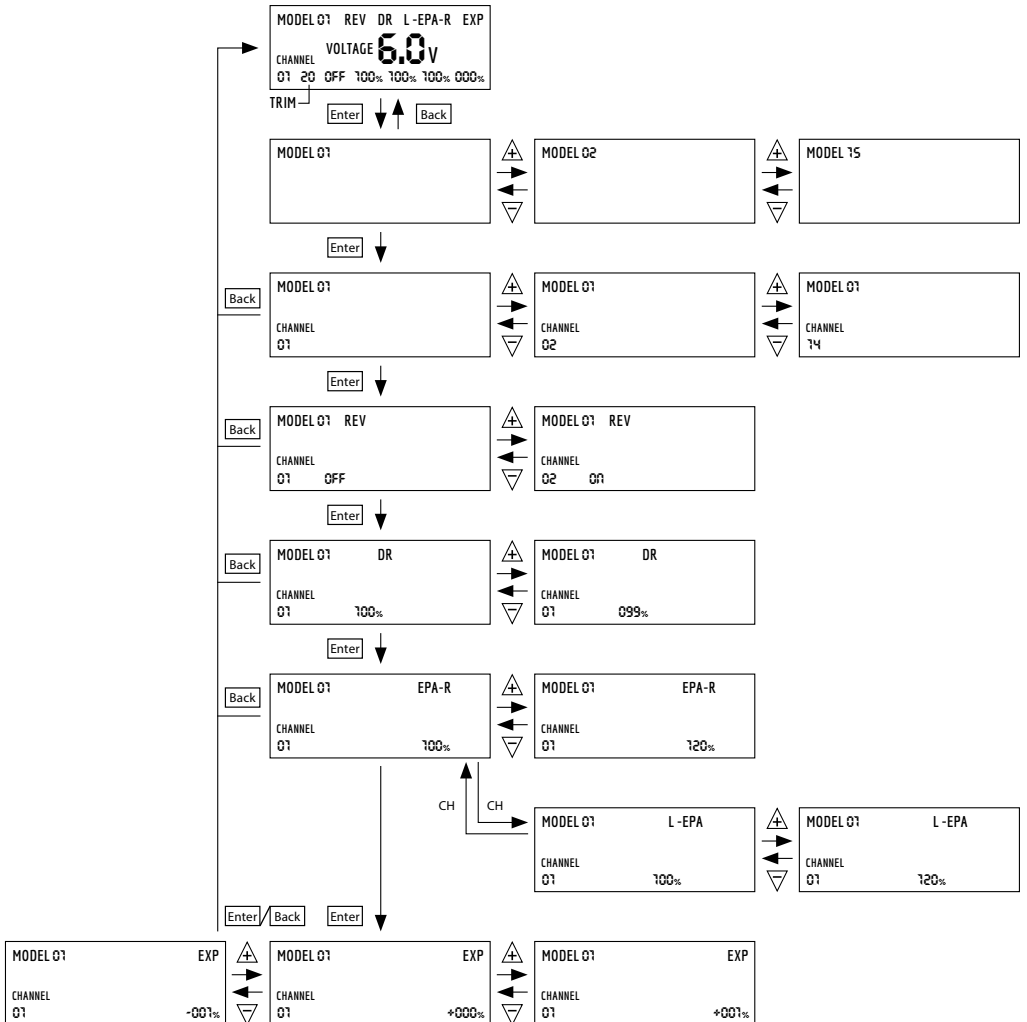 MODEL 01 REV DR L-EPA-R EXP
VOLTAGE 6.0 V
CHANNEL
01 20 OFF 100% 100% 100% 000%
TRIM
Enter Back
MODEL 01 + - MODEL 02 + - MODEL 15
Enter
Back
MODEL 01 + MODEL 01 + MODEL 01
CHANNEL CHANNEL CHANNEL
01 - 02 - 14
Enter
Back
MODEL 01 REV + MODEL 01 REV
CHANNEL CHANNEL
01 OFF - 02 ON
Enter
Back
MODEL 01 DR + MODEL 01 DR
CHANNEL CHANNEL
01 100% - 01 099%
Enter
Back
MODEL 01 EPA-R + MODEL 01 EPA-R
CHANNEL CHANNEL
01 100% - 01 120%
CH CH
MODEL 01 L-EPA + MODEL 01 L-EPA
CHANNEL CHANNEL
01 100% - 01 120%
Enter / Back Enter
MODEL 01 EXP + MODEL 01 EXP + MODEL 01 EXP
CHANNEL CHANNEL CHANNEL
01 -001% - 01 +000% - 01 +001%